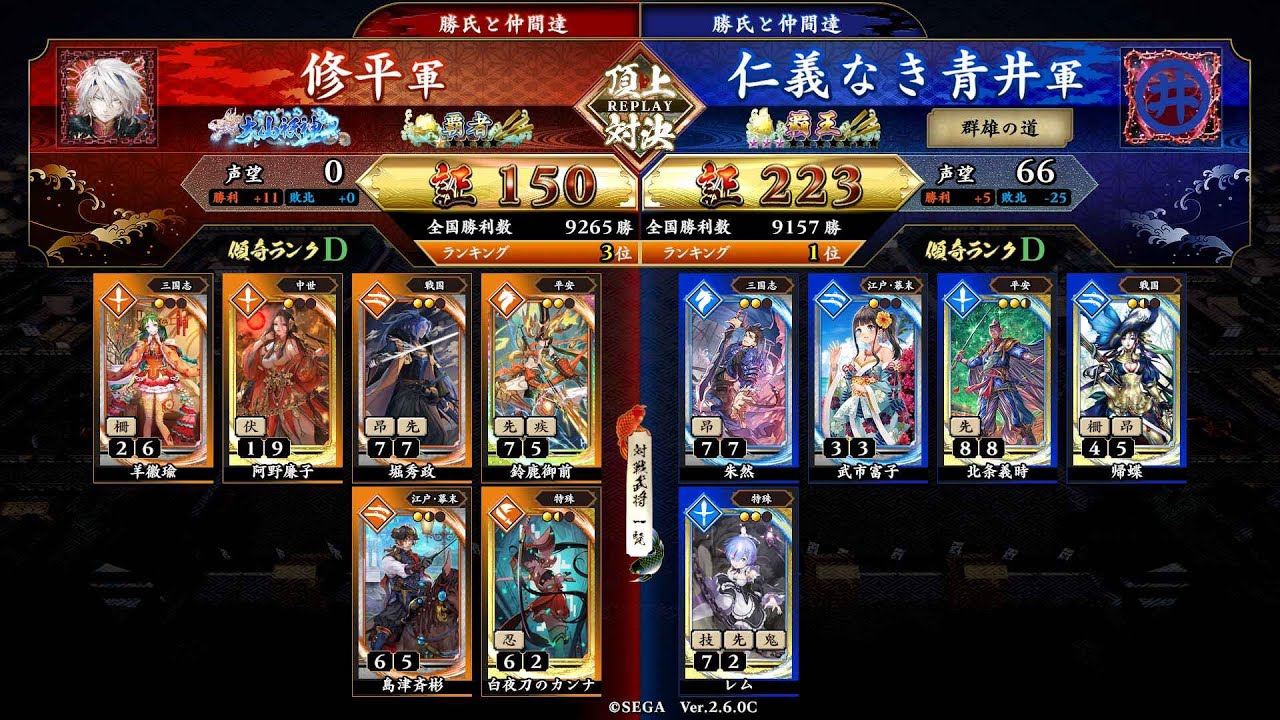 勝氏と仲間達
勝氏と仲間達
修平軍
頂上
REPLAY
対決
仁義なき青井軍
井
覇者
覇王
群雄の道
声望 0
勝利 +11 敗北 +0
証 150
証 223
声望 66
勝利 +5 敗北 -25
全国勝利数 9265勝
全国勝利数 9157勝
傾奇ランクD
ランキング 3位
ランキング 1位
傾奇ランクD
三国志
柵
2 6
羊徽瑜
中世
伏
1 9
阿野廉子
戦国
昂 先
7 7
堀秀政
平安
先 疾
7 5
鈴鹿御前
三国志
昂
7 7
朱然
江戸・幕末
3 3
武市富子
平安
先
8 8
北条義時
戦国
柵 昂
4 5
帰蝶
対戦武将一覧
江戸・幕末
6 5
島津斉彬
特殊
忍
6 2
白夜刀のカンナ
特殊
技 先 鬼
7 2
レム
©SEGA Ver.2.6.0C